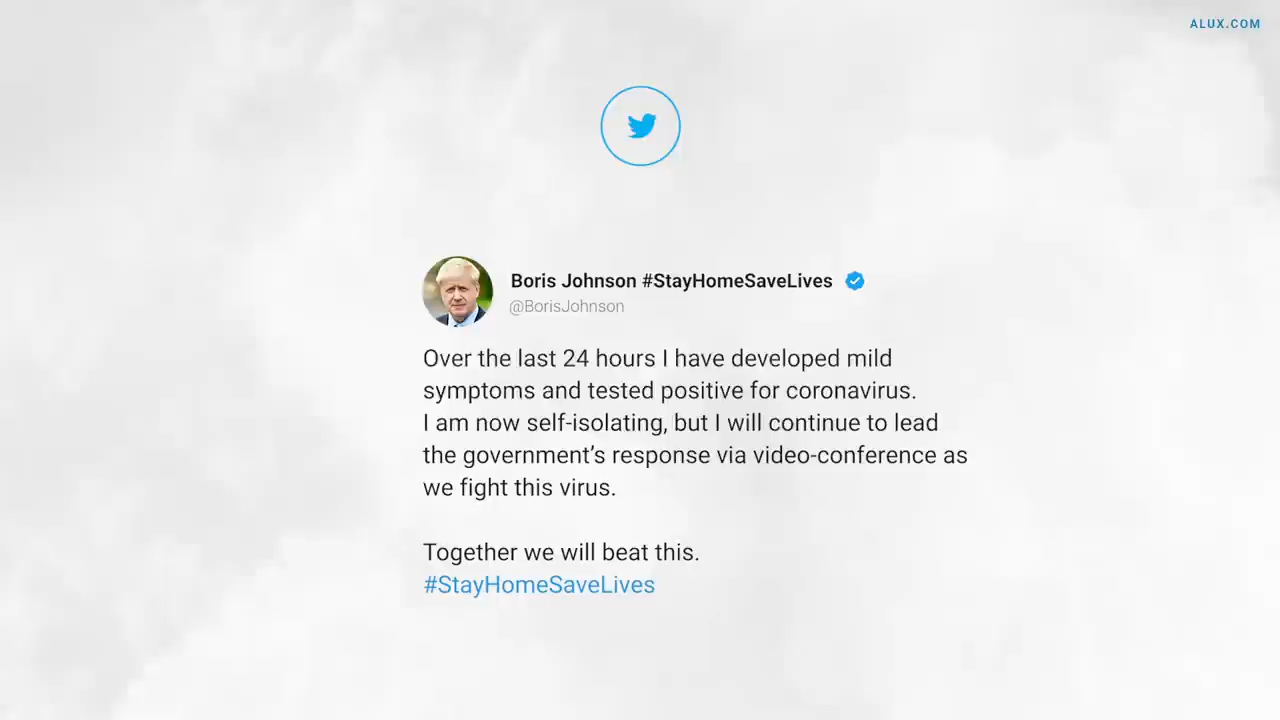 ALUX.COM
Boris Johnson #StayHomeSaveLives
@BorisJohnson
Over the last 24 hours I have developed mild
symptoms and tested positive for coronavirus.
I am now self-isolating, but I will continue to lead
the government’s response via video-conference as
we fight this virus.
Together we will beat this.
#StayHomeSaveLives